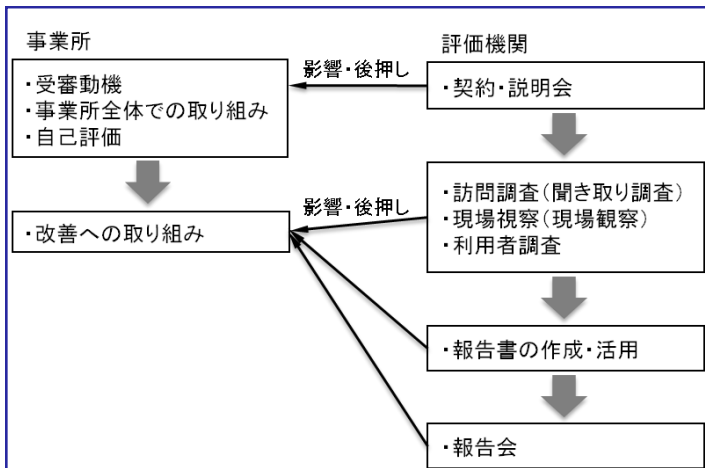 事業所
・受審動機
・事業所全体での取り組み
・自己評価
・改善への取り組み
影響・後押し
影響・後押し
評価機関
・契約・説明会
・訪問調査(聞き取り調査)
・現場視察(現場観察)
・利用者調査
・報告書の作成・活用
・報告会